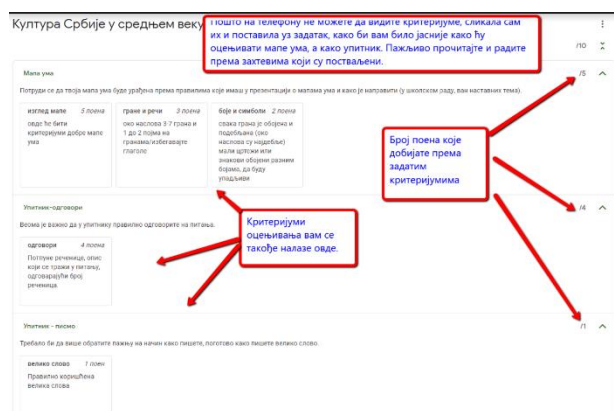 Култура Србије у средњем веку
Пошто на телефону не можете да видите критеријуме, сликала сам
их и поставила уз задатак, како би вам било јасније како ћу
оцењивати мапе ума, а како упитник. Пажљиво прочитајте и радите
према захтевима који су постваљени.
/10
Мапа ума
/5
Потруди се да твоја мапа ума буде урађена према правилима које имаш у презентацији о мапама ума и како је направити (у школском раду,ван наставних тема).
изглед мапе 5 поена
овде ће бити
критеријуми добре мапе
ума
гране и речи 3 поена
око наслова 3-7 грана и
1 до 2 појма на
гранама/избегавајте
глаголе
боје и симболи 2 поена
свака грана је обојена и
подебљана (око
наслова су најдебље)
мали цртежи или
знакови обојени разним
бојама, да буду
упадљиви
Број поена које
добијате према
задатим
критеријумима
Упитник-одговори
/4
Веома је важно да у упитнику правилно одговорите на питања.
одговори 4 поена
Потпуне реченице, опис
који се тражи у питању,
одговарајући број
реченица.
Критеријуми
оцењивања вам се
такође налазе овде.
Упитник - писмо
/1
Требало би да више обратите пажњу на начин како пишете, поготово како пишете велико слово.
велико слово 1 поен
Правилно коришћена
велика слова